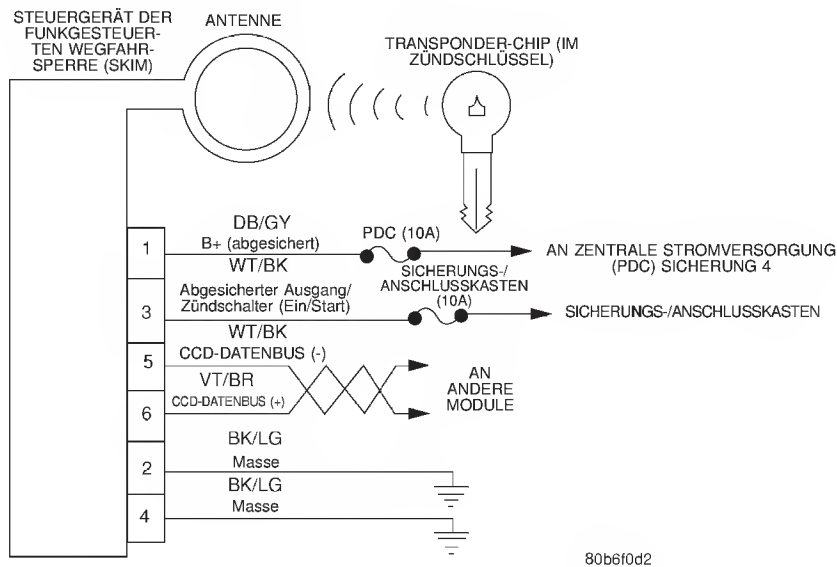 STEUERGERÄT DER
FUNKGESTEUER-
TEN WEGFAHR-
SPERRE (SKIM)
ANTENNE
TRANSPONDER-CHIP (IM
ZÜNDSCHLÜSSEL)
1
DB/GY
B+ (abgesichert)
WT/BK
PDC (10A)
AN ZENTRALE STROMVERSORGUNG
(PDC) SICHERUNG 4
3
Abgesicherter Ausgang/
Zündschalter (Ein/Start)
WT/BK
SICHERUNGS-/
ANSCHLUSSKASTEN
(10A)
SICHERUNGS-/ANSCHLUSSKASTEN
5
CCD-DATENBUS (-)
VT/BR
6
CCD-DATENBUS (+)
AN
ANDERE
MODULE
2
BK/LG
Masse
4
BK/LG
Masse
80b6f0d2